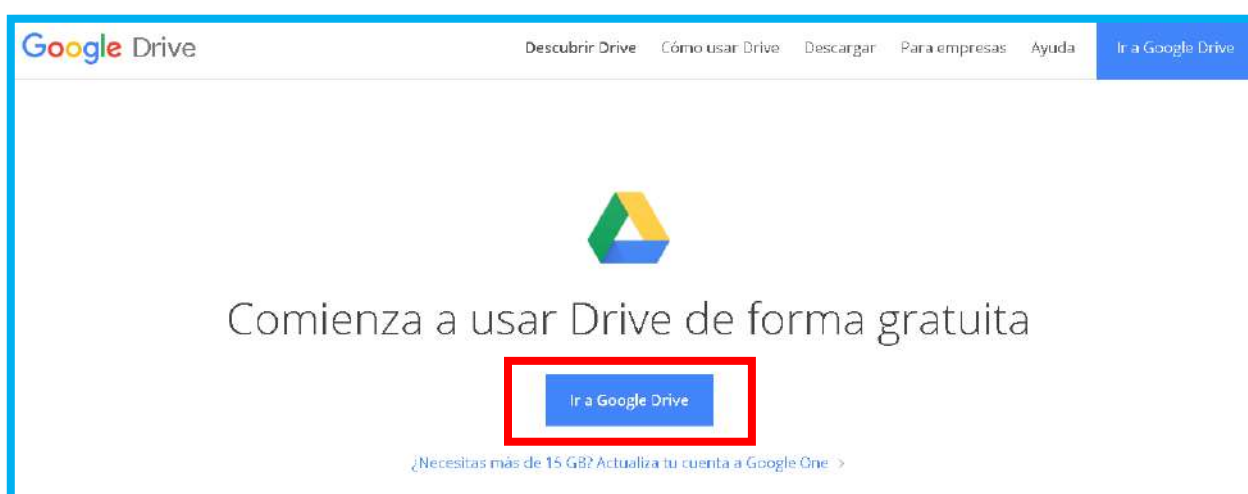 Google Drive
Descubrir Drive Cómo usar Drive Descargar Para empresas Ayuda Ir a Google Drive
Comienza a usar Drive de forma gratuita
Ir a Google Drive
¿Necesitas más de 15 GB? Actualiza tu cuenta a Google One >